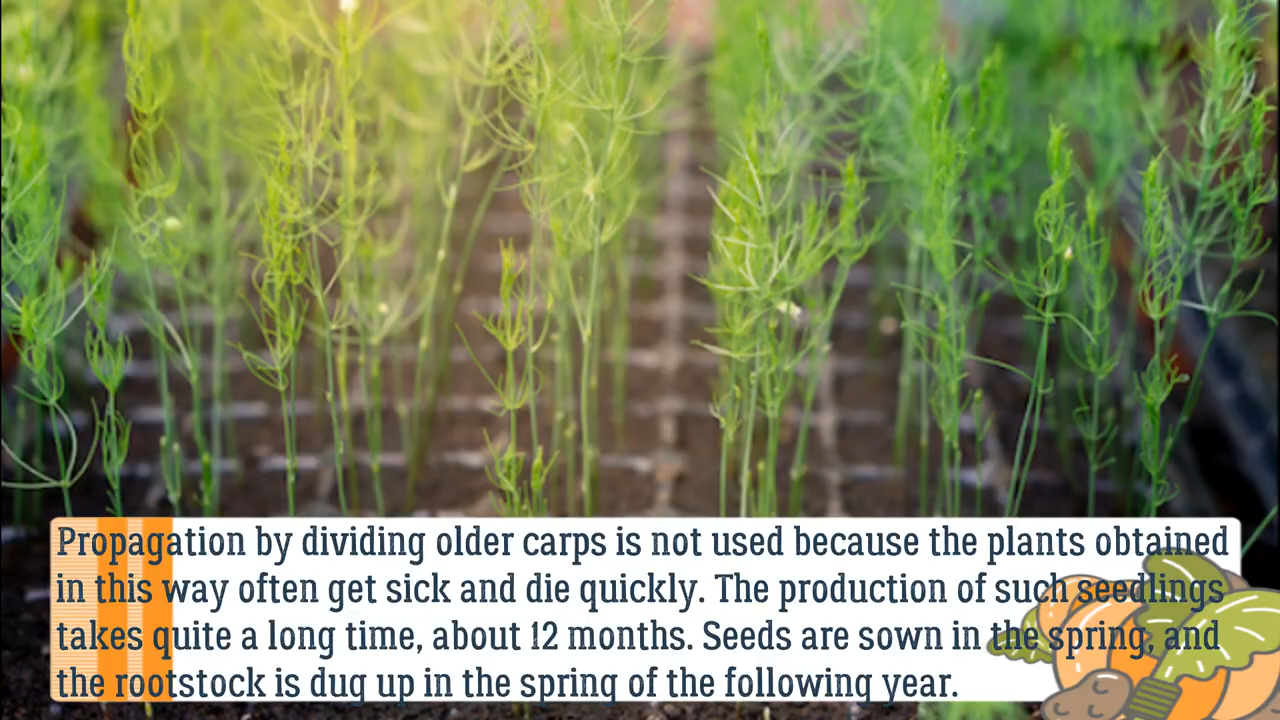 Propagation by dividing older carps is not used because the plants obtained
in this way often get sick and die quickly. The production of such seedlings
takes quite a long time, about 12 months. Seeds are sown in the spring, and
the rootstock is dug up in the spring of the following year.